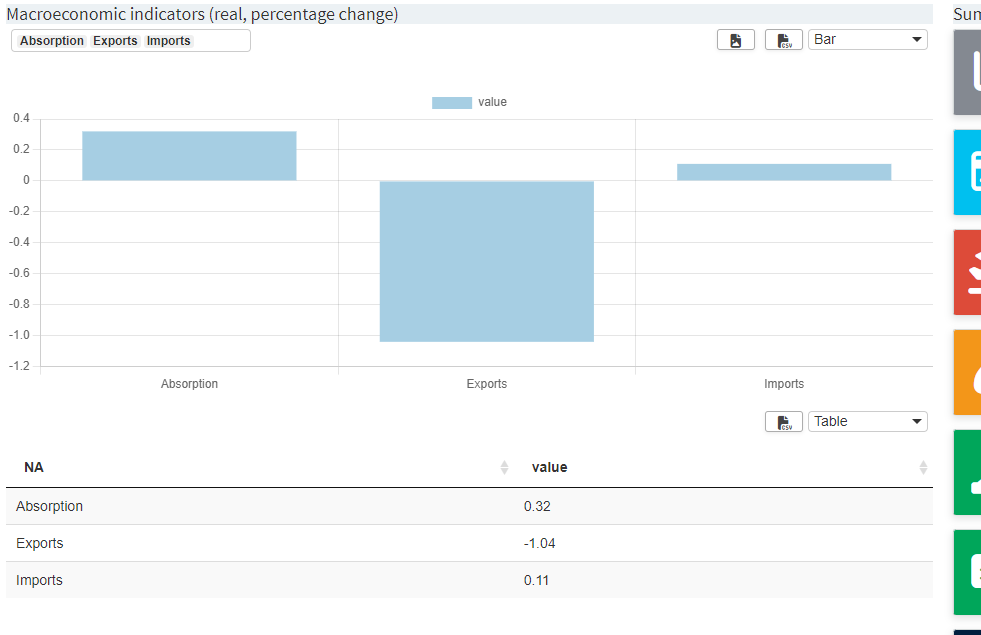 Macroeconomic indicators (real, percentage change)
Sum
Absorption Exports Imports
CSV
Bar
value
0.4
0.2
0
-0.2
-0.4
-0.6
-0.8
-1.0
-1.2
Absorption Exports Imports
CSV
Table
NA value
Absorption 0.32
Exports -1.04
Imports 0.11